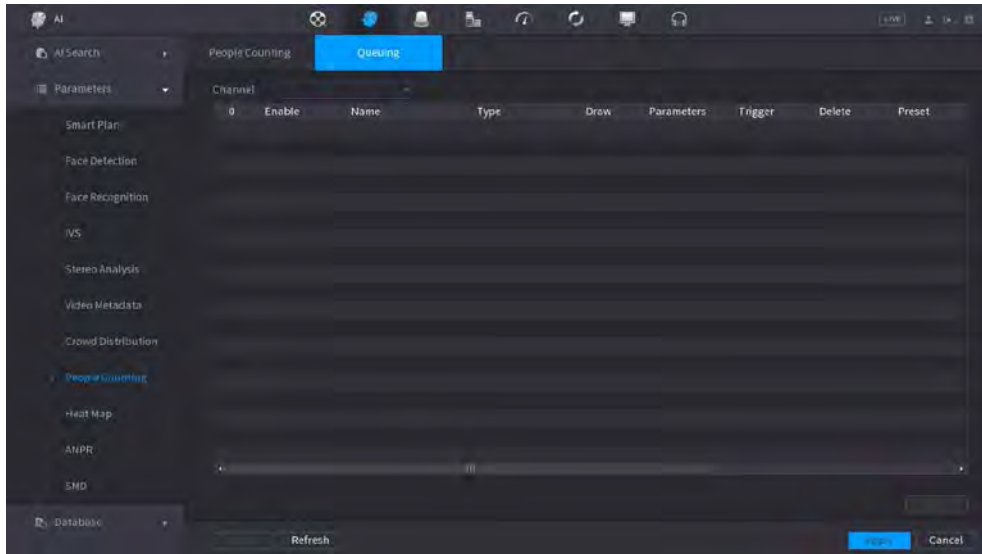 AI
LIVE
AI Search
People Counting
Queuing
Parameters
Channel
0 Enable Name Type Draw Parameters Trigger Delete Preset
Smart Plan
Face Detection
Face Recognition
IVS
Stereo Analysis
Video Metadata
Crowd Distribution
People Counting
Heat Map
ANPR
SMD
Database
Refresh
Apply
Cancel